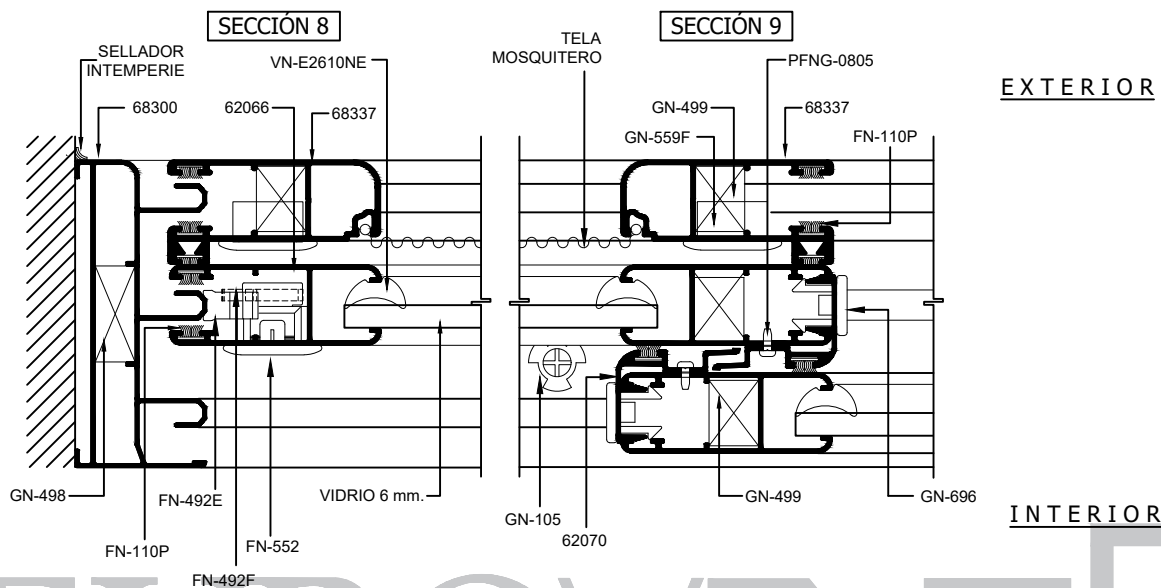 SECCIÓN 8
SECCIÓN 9
SELLADOR
INTEMPERIE
VN-E2610NE
TELA
MOSQUITERO
PFNG-0805
EXTERIOR
68300
62066
68337
GN-499
68337
GN-559F
FN-110P
GN-498
FN-492E
VIDRIO 6 mm.
GN-499
GN-696
GN-105
INTERIOR
62070
FN-110P
FN-552
FN-492F